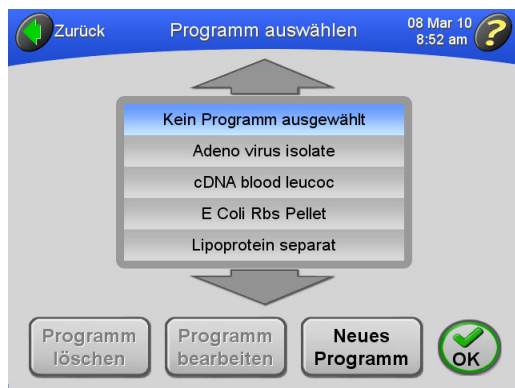 Zurück
Programm auswählen
08 Mar 10
8:52 am
?
Kein Programm ausgewählt
Adeno virus isolate
cDNA blood leucoc
E Coli Rbs Pellet
Lipoprotein separat
Programm
löschen
Programm
bearbeiten
Neues
Programm
OK